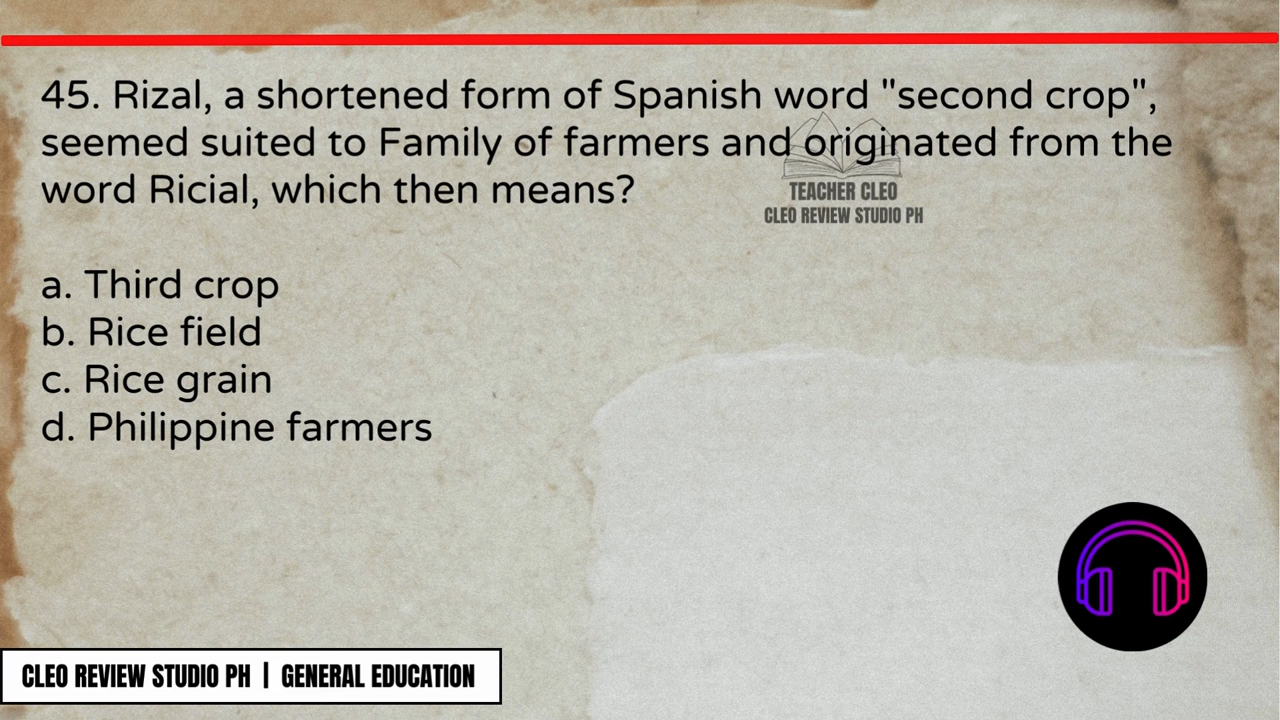 45. Rizal, a shortened form of Spanish word "second crop",
seemed suited to Family of farmers and originated from the
word Ricial, which then means?
TEACHER CLEO
CLEO REVIEW STUDIO PH
a. Third crop
b. Rice field
c. Rice grain
d. Philippine farmers
CLEO REVIEW STUDIO PH | GENERAL EDUCATION